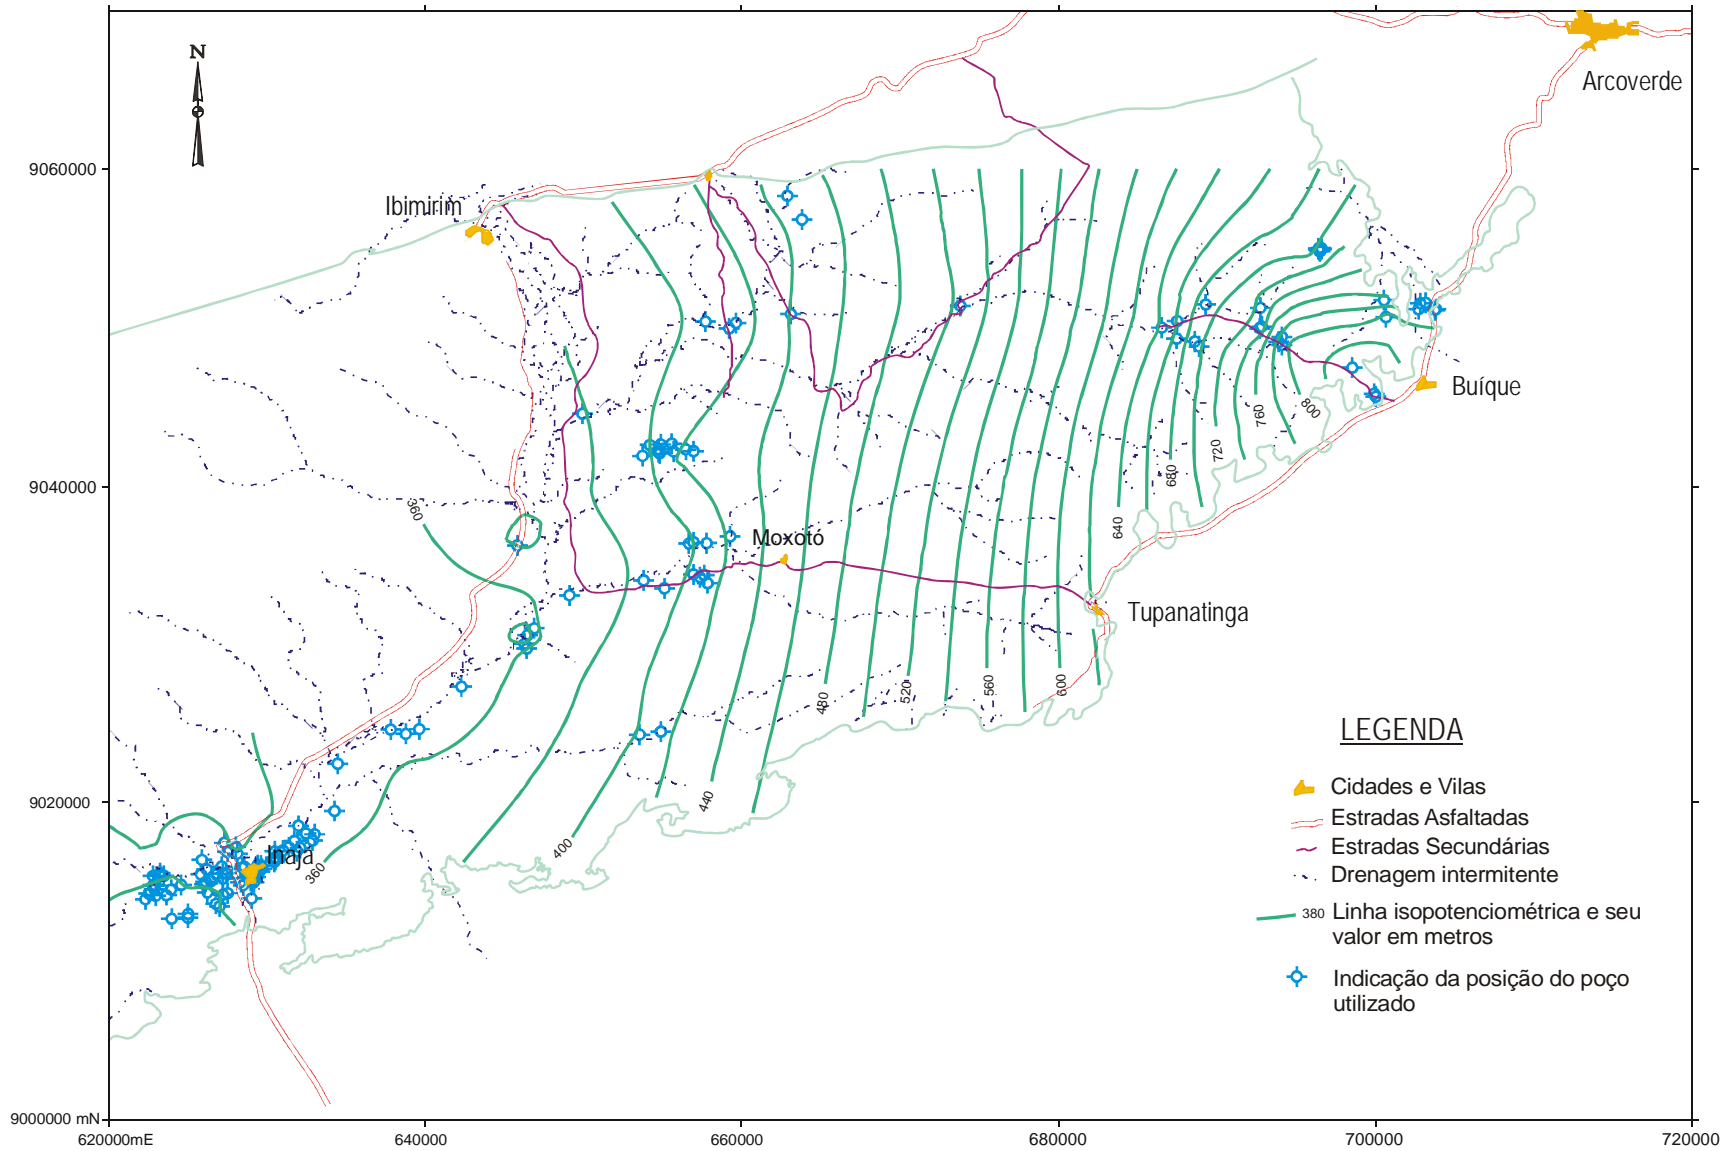 N
Arcoverde
9060000
Ibimirim
Buíque
800
760
720
680
9040000
360
640
Moxotó
Tupanatinga
600
560
520
480
440
400
360
9020000
Inajá
LEGENDA
Cidades e Vilas
Estradas Asfaltadas
Estradas Secundárias
Drenagem intermitente
380 Linha isopotenciométrica e seu
valor em metros
Indicação da posição do poço
utilizado
9000000 mN
620000mE
640000
660000
680000
700000
720000